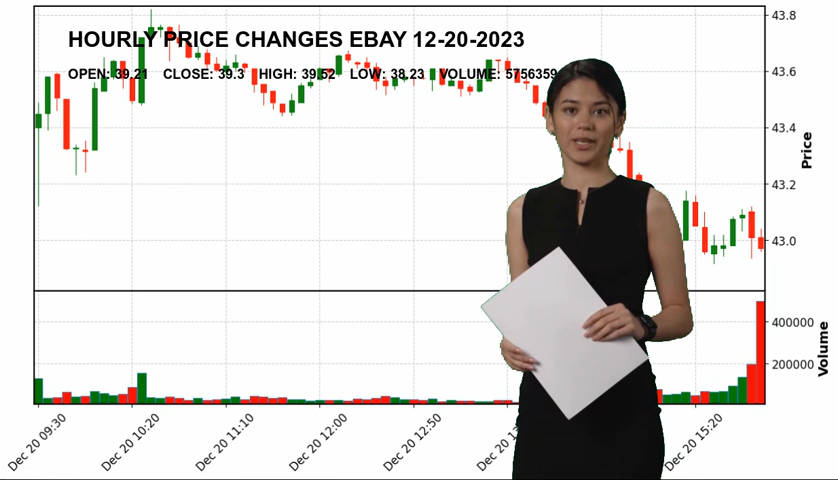 HOURLY PRICE CHANGES EBAY 12-20-2023
OPEN: 39.21 CLOSE: 39.3 HIGH: 39.52 LOW: 38.23 VOLUME: 5756359
43.8
43.6
43.4
43.2
43.0
Price
400000
200000
Volume
Dec 20 09:30
Dec 20 10:20
Dec 20 11:10
Dec 20 12:00
Dec 20 12:50
Dec 20
Dec 20 15:20